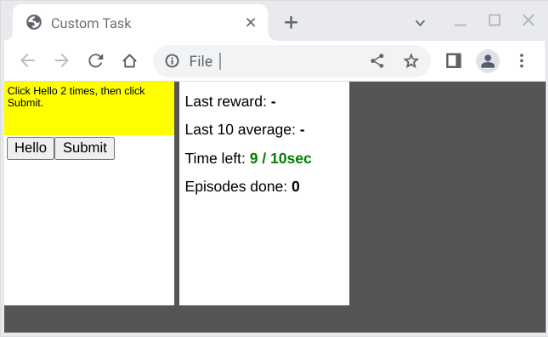 Custom Task
File
Click Hello 2 times, then click
Submit.
Hello Submit
Last reward: -
Last 10 average: -
Time left: 9 / 10sec
Episodes done: 0